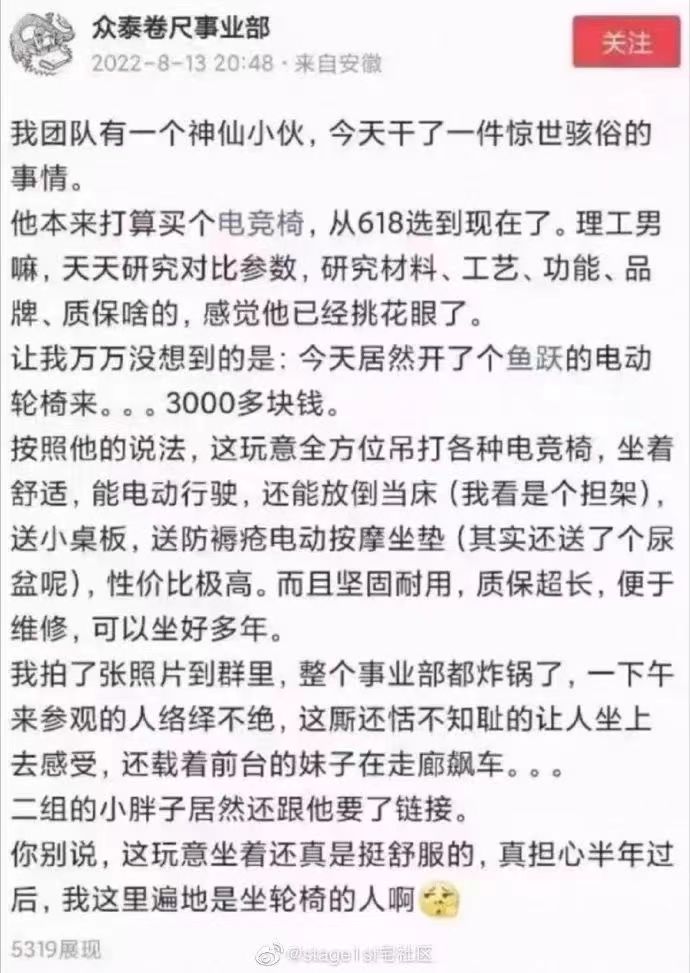 众泰卷尺事业部
2022-8-13 20:48 · 来自安徽
关注
我团队有一个神仙小伙，今天干了一件惊世骇俗的
事情。
他本来打算买个电竞椅，从618选到现在了。理工男
嘛，天天研究对比参数，研究材料、工艺、功能、品
牌、质保啥的，感觉他已经挑花眼了。
让我万万没想到的是：今天居然开了个鱼跃的电动
轮椅来。。。3000多块钱。
按照他的说法，这玩意全方位吊打各种电竞椅，坐着
舒适，能电动行驶，还能放倒当床（我看是个担架），
送小桌板，送防褥疮电动按摩坐垫（其实还送了个尿
盆呢），性价比极高。而且坚固耐用，质保超长，便于
维修，可以坐好多年。
我拍了张照片到群里，整个事业部都炸锅了，一下午
来参观的人络绎不绝，这厮还恬不知耻的让人坐上
去感受，还载着前台的妹子在走廊飙车。。。
二组的小胖子居然还跟他要了链接。
你别说，这玩意坐着还真是挺舒服的，真担心半年过
后，我这里遍地是坐轮椅的人啊
5319展现
@stage1st宅社区